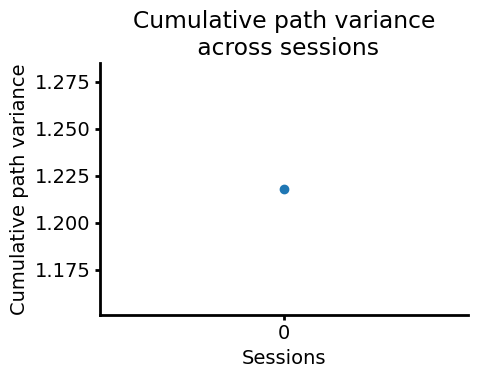 Cumulative path variance
across sessions
Cumulative path variance
1.275
1.250
1.225
1.200
1.175
0
Sessions